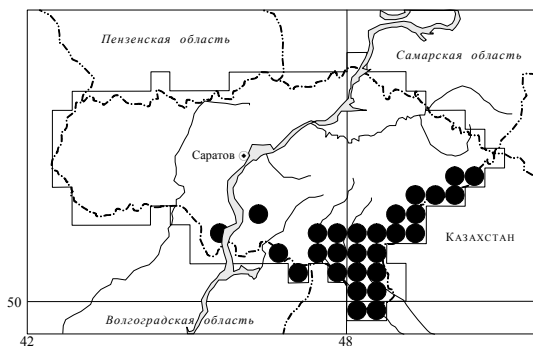 Пензенская область
Самарская область
Саратов
КАЗАХСТАН
50
Волгоградская область
42
48